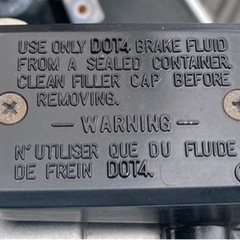 USE ONLY DOT4 BRAKE FLUID
FROM A SEALED CONTAINER.
CLEAN FILLER CAP BEFORE
REMOVING.
— WARNING —
N'UTILISER QUE DU FLUIDE
DE FREIN DOT4.